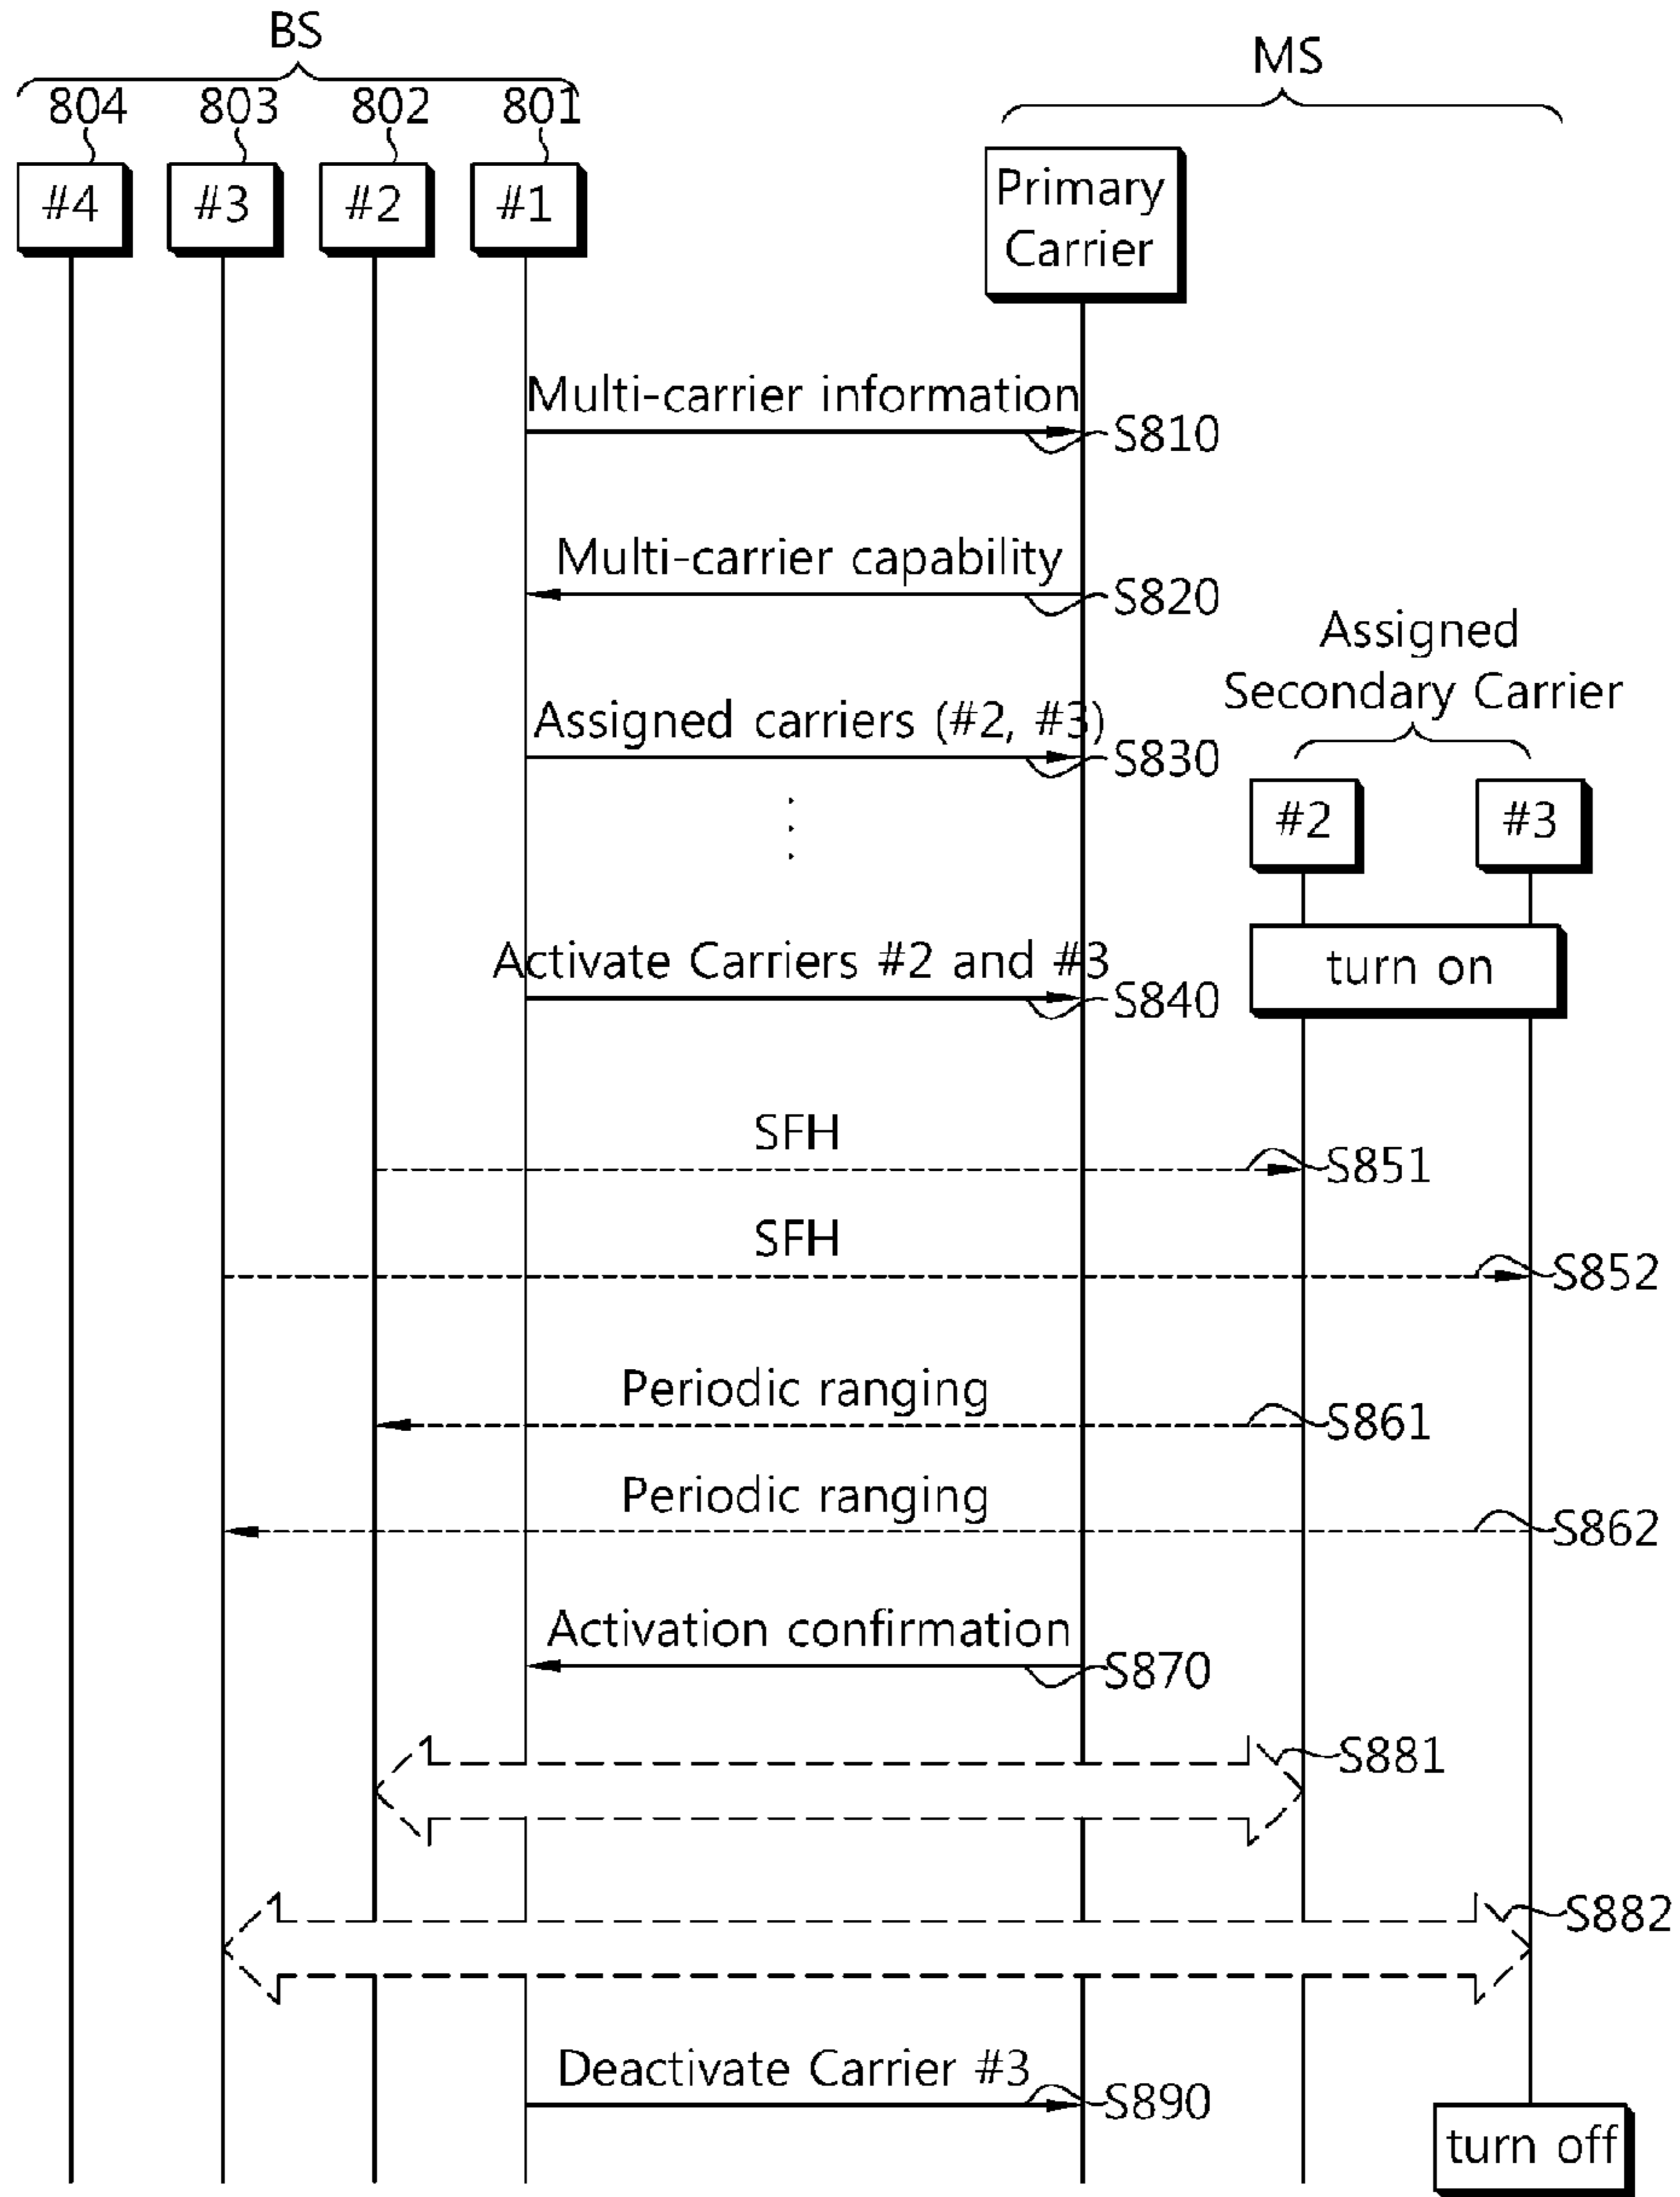 BS
MS
804
803
802
801
#4
#3
#2
#1
Primary
Carrier
Multi-carrier information
S810
Multi-carrier capability
S820
Assigned
Secondary Carrier
Assigned carriers (#2, #3)
S830
#2
#3
Activate Carriers #2 and #3
turn on
S840
SFH
S851
SFH
S852
Periodic ranging
S861
Periodic ranging
S862
Activation confirmation
S870
S881
S882
Deactivate Carrier #3
S890
turn off